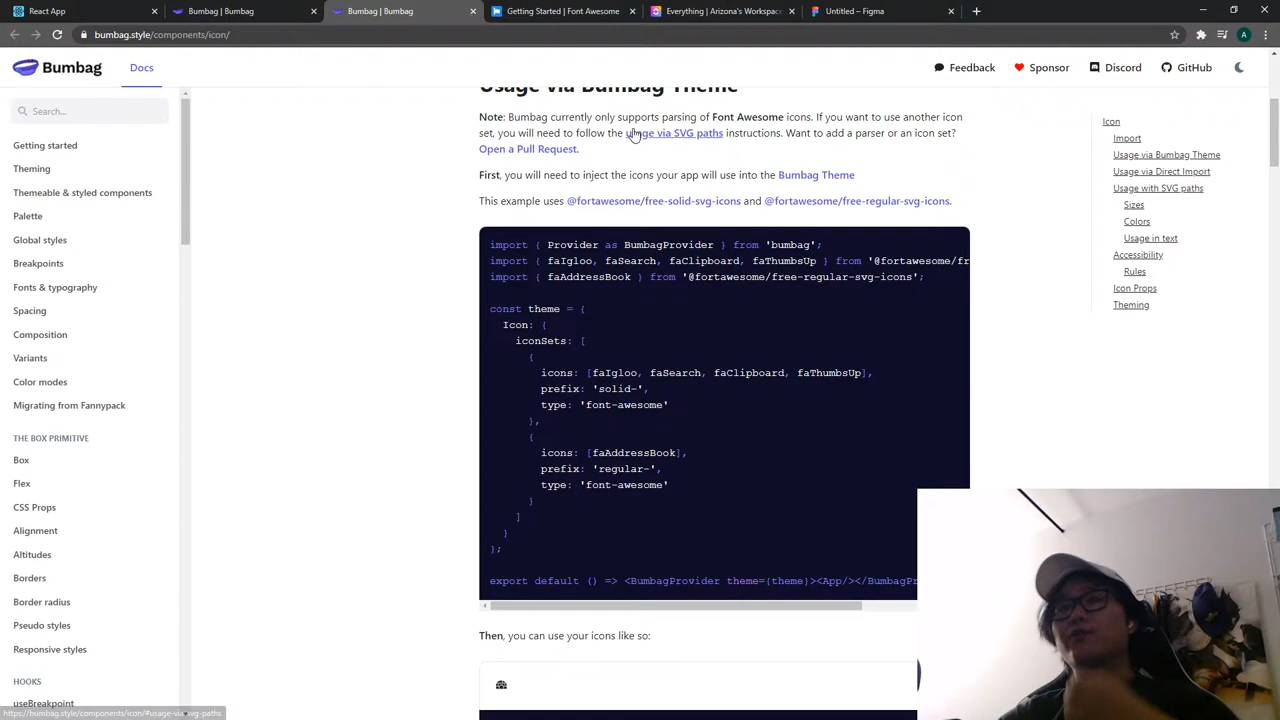 React App
Bumbag | Bumbag
Bumbag | Bumbag
Getting Started | Font Awesome
Everything | Arizona's Workspace
Untitled – Figma
bumbag.style/components/icon/
A
Bumbag
Docs
Feedback
Sponsor
Discord
GitHub
Search...
Getting started
Theming
Themeable & styled components
Palette
Global styles
Breakpoints
Fonts & typography
Spacing
Composition
Variants
Color modes
Migrating from Fannypack
THE BOX PRIMITIVE
Box
Flex
CSS Props
Alignment
Altitudes
Borders
Border radius
Pseudo styles
Responsive styles
HOOKS
useBreakpoint
https://bumbag.style/components/icon/#usage-via-svg-paths
Usage via Bumbag Theme
Note: Bumbag currently only supports parsing of Font Awesome icons. If you want to use another icon
set, you will need to follow the usage via SVG paths instructions. Want to add a parser or an icon set?
Open a Pull Request.
First, you will need to inject the icons your app will use into the Bumbag Theme
This example uses @fortawesome/free-solid-svg-icons and @fortawesome/free-regular-svg-icons.
import { Provider as BumbagProvider } from 'bumbag';
import { faIgloo, faSearch, faClipboard, faThumbsUp } from '@fortawesome/fr
import { faAddressBook } from '@fortawesome/free-regular-svg-icons';
const theme = {
Icon: {
iconSets: [
{
icons: [faIgloo, faSearch, faClipboard, faThumbsUp],
prefix: 'solid-',
type: 'font-awesome'
},
{
icons: [faAddressBook],
prefix: 'regular-',
type: 'font-awesome'
}
]
}
};
export default () => <BumbagProvider theme={theme}><App/></BumbagPr
Then, you can use your icons like so:
Icon
Import
Usage via Bumbag Theme
Usage via Direct Import
Usage with SVG paths
Sizes
Colors
Usage in text
Accessibility
Rules
Icon Props
Theming